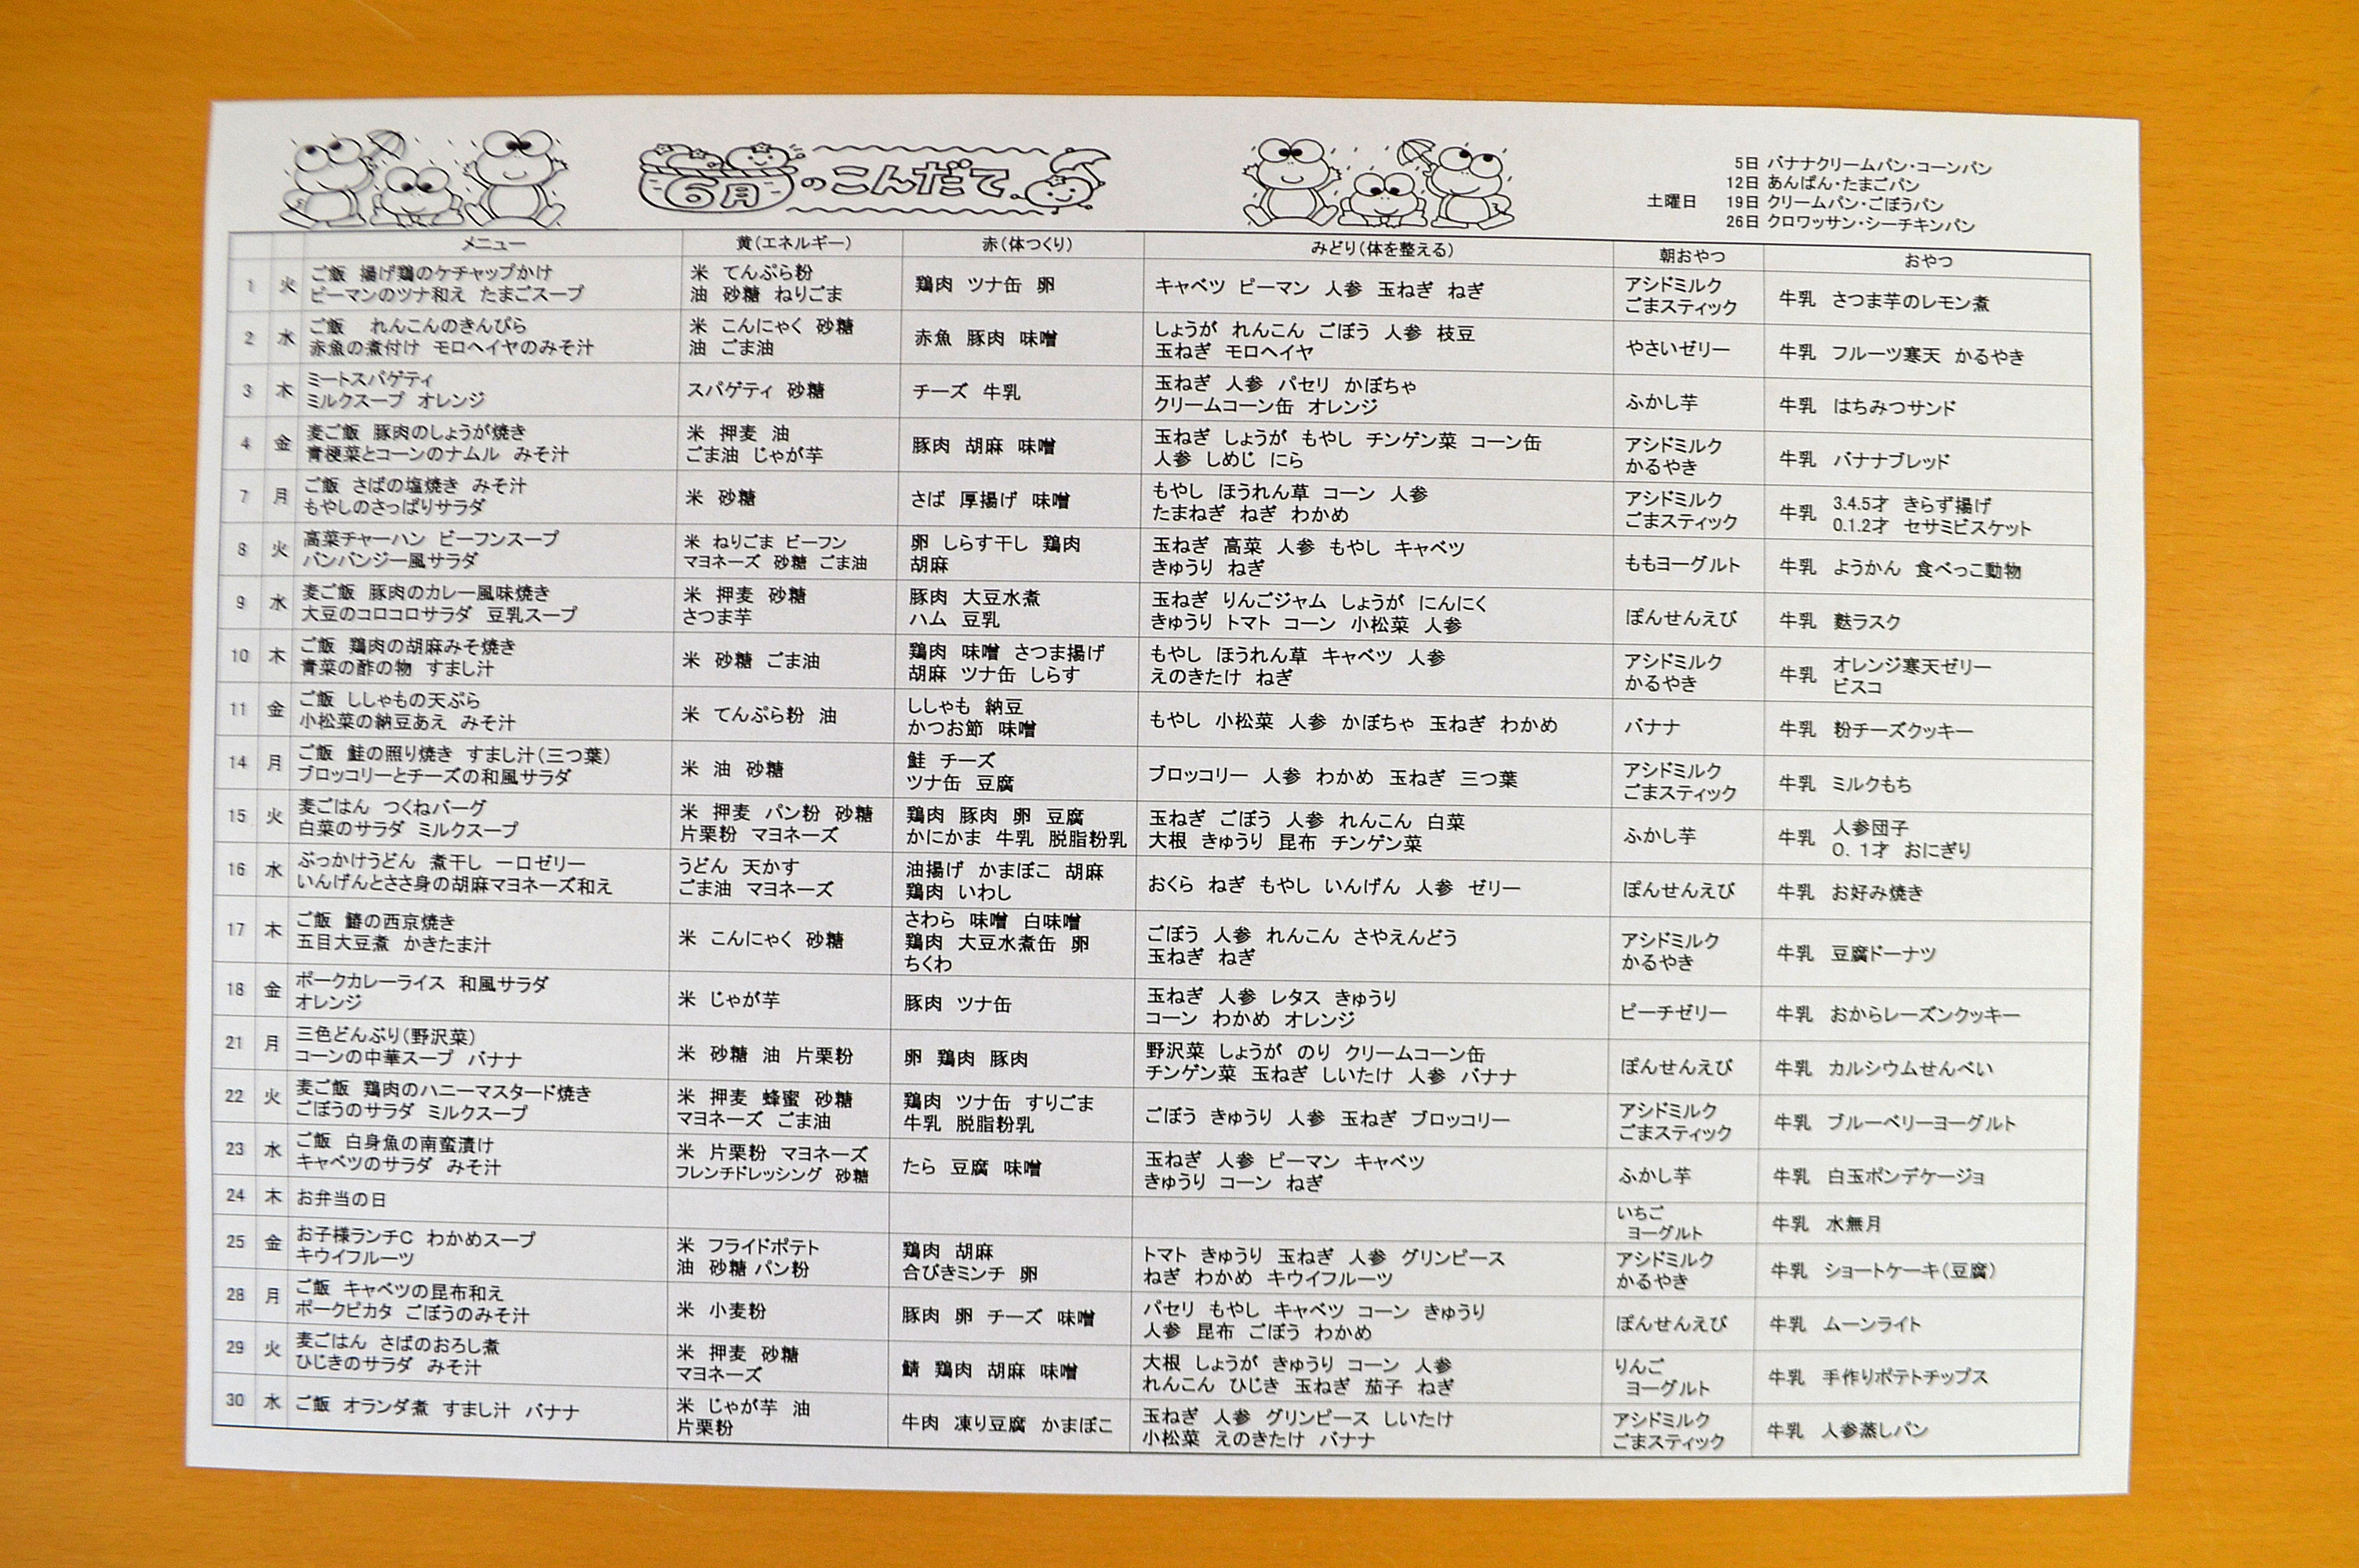 6月のこんだて
土曜日
5日 バナナクリームパン・コーンパン
12日 あんぱん・たまごパン
19日 クリームパン・ごぼうパン
26日 クロワッサン・シーチキンパン
メニュー 黄(エネルギー) 赤(体つくり) みどり(体を整える) 朝おやつ おやつ
1 火 ご飯 揚げ鶏のケチャップかけ
ピーマンのツナ和え たまごスープ
米 てんぷら粉
油 砂糖 ねりごま
鶏肉 ツナ缶 卵
キャベツ ピーマン 人参 玉ねぎ ねぎ
アシドミルク
ごまスティック
牛乳 さつま芋のレモン煮
2 水 ご飯 れんこんのきんぴら
赤魚の煮付け モロヘイヤのみそ汁
米 こんにゃく 砂糖
油 ごま油
赤魚 豚肉 味噌
しょうが れんこん ごぼう 人参 枝豆
玉ねぎ モロヘイヤ
やさいゼリー
牛乳 フルーツ寒天 かるやき
3 木 ミートスパゲティ
ミルクスープ オレンジ
スパゲティ 砂糖
チーズ 牛乳
玉ねぎ 人参 パセリ かぼちゃ
クリームコーン缶 オレンジ
ふかし芋
牛乳 はちみつサンド
4 金 麦ご飯 豚肉のしょうが焼き
青梗菜とコーンのナムル みそ汁
米 押麦 油
ごま油 じゃが芋
豚肉 胡麻 味噌
玉ねぎ しょうが もやし チンゲン菜 コーン缶
人参 しめじ にら
アシドミルク
かるやき
牛乳 バナナブレッド
7 月 ご飯 さばの塩焼き みそ汁
もやしのさっぱりサラダ
米 砂糖
さば 厚揚げ 味噌
もやし ほうれん草 コーン 人参
たまねぎ ねぎ わかめ
アシドミルク
ごまスティック
牛乳 3.4.5才 きらず揚げ
0.1.2才 セサミビスケット
8 火 高菜チャーハン ビーフンスープ
バンバンジー風サラダ
米 ねりごま ビーフン
マヨネーズ 砂糖 ごま油
卵 しらす干し 鶏肉
胡麻
玉ねぎ 高菜 人参 もやし キャベツ
きゅうり ねぎ
ももヨーグルト
牛乳 ようかん 食べっこ動物
9 水 麦ご飯 豚肉のカレー風味焼き
大豆のコロコロサラダ 豆乳スープ
米 押麦 砂糖
さつま芋
豚肉 大豆水煮
ハム 豆乳
玉ねぎ りんごジャム しょうが にんにく
きゅうり トマト コーン 小松菜 人参
ぽんせんえび
牛乳 麩ラスク
10 木 ご飯 鶏肉の胡麻みそ焼き
青菜の酢の物 すまし汁
米 砂糖 ごま油
鶏肉 味噌 さつま揚げ
胡麻 ツナ缶 しらす
もやし ほうれん草 キャベツ 人参
えのきたけ ねぎ
アシドミルク
かるやき
牛乳 オレンジ寒天ゼリー
ビスコ
11 金 ご飯 ししゃもの天ぷら
小松菜の納豆あえ みそ汁
米 てんぷら粉 油
ししゃも 納豆
かつお節 味噌
もやし 小松菜 人参 かぼちゃ 玉ねぎ わかめ
バナナ
牛乳 粉チーズクッキー
14 月 ご飯 鮭の照り焼き すまし汁(三つ葉)
ブロッコリーとチーズの和風サラダ
米 油 砂糖
鮭 チーズ
ツナ缶 豆腐
ブロッコリー 人参 わかめ 玉ねぎ 三つ葉
アシドミルク
ごまスティック
牛乳 ミルクもち
15 火 麦ごはん つくねバーグ
白菜のサラダ ミルクスープ
米 押麦 パン粉 砂糖
片栗粉 マヨネーズ
鶏肉 豚肉 卵 豆腐
かにかま 牛乳 脱脂粉乳
玉ねぎ ごぼう 人参 れんこん 白菜
大根 きゅうり 昆布 チンゲン菜
ふかし芋
牛乳 人参団子
0.1才 おにぎり
16 水 ぶっかけうどん 煮干し 一口ゼリー
いんげんとささ身の胡麻マヨネーズ和え
うどん 天かす
ごま油 マヨネーズ
油揚げ かまぼこ 胡麻
鶏肉 いわし
おくら ねぎ もやし いんげん 人参 ゼリー
ぽんせんえび
牛乳 お好み焼き
17 木 ご飯 鰆の西京焼き
五目大豆煮 かきたま汁
米 こんにゃく 砂糖
さわら 味噌 白味噌
鶏肉 大豆水煮缶 卵
ちくわ
ごぼう 人参 れんこん さやえんどう
玉ねぎ ねぎ
アシドミルク
かるやき
牛乳 豆腐ドーナツ
18 金 ポークカレーライス 和風サラダ
オレンジ
米 じゃが芋
豚肉 ツナ缶
玉ねぎ 人参 レタス きゅうり
コーン わかめ オレンジ
ピーチゼリー
牛乳 おからレーズンクッキー
21 月 三色どんぶり(野沢菜)
コーンの中華スープ バナナ
米 砂糖 油 片栗粉
卵 鶏肉 豚肉
野沢菜 しょうが のり クリームコーン缶
チンゲン菜 玉ねぎ しいたけ 人参 バナナ
ぽんせんえび
牛乳 カルシウムせんべい
22 火 麦ご飯 鶏肉のハニーマスタード焼き
ごぼうのサラダ ミルクスープ
米 押麦 蜂蜜 砂糖
マヨネーズ ごま油
鶏肉 ツナ缶 すりごま
牛乳 脱脂粉乳
ごぼう きゅうり 人参 玉ねぎ ブロッコリー
アシドミルク
ごまスティック
牛乳 ブルーベリーヨーグルト
23 水 ご飯 白身魚の南蛮漬け
キャベツのサラダ みそ汁
米 片栗粉 マヨネーズ
フレンチドレッシング 砂糖
たら 豆腐 味噌
玉ねぎ 人参 ピーマン キャベツ
きゅうり コーン ねぎ
ふかし芋
牛乳 白玉ポンデケージョ
24 木 お弁当の日
いちご
ヨーグルト
牛乳 水無月
25 金 お子様ランチC わかめスープ
キウイフルーツ
米 フライドポテト
油 砂糖 パン粉
鶏肉 胡麻
合びきミンチ 卵
トマト きゅうり 玉ねぎ 人参 グリンピース
ねぎ わかめ キウイフルーツ
アシドミルク
かるやき
牛乳 ショートケーキ(豆腐)
28 月 ご飯 キャベツの昆布和え
ポークピカタ ごぼうのみそ汁
米 小麦粉
豚肉 卵 チーズ 味噌
パセリ もやし キャベツ コーン きゅうり
人参 昆布 ごぼう わかめ
ぽんせんえび
牛乳 ムーンライト
29 火 麦ごはん さばのおろし煮
ひじきのサラダ みそ汁
米 押麦 砂糖
マヨネーズ
鯖 鶏肉 胡麻 味噌
大根 しょうが きゅうり コーン 人参
れんこん ひじき 玉ねぎ 茄子 ねぎ
りんご
ヨーグルト
牛乳 手作りポテトチップス
30 水 ご飯 オランダ煮 すまし汁 バナナ
米 じゃが芋 油
片栗粉
牛肉 凍り豆腐 かまぼこ
玉ねぎ 人参 グリンピース しいたけ
小松菜 えのきたけ バナナ
アシドミルク
ごまスティック
牛乳 人参蒸しパン